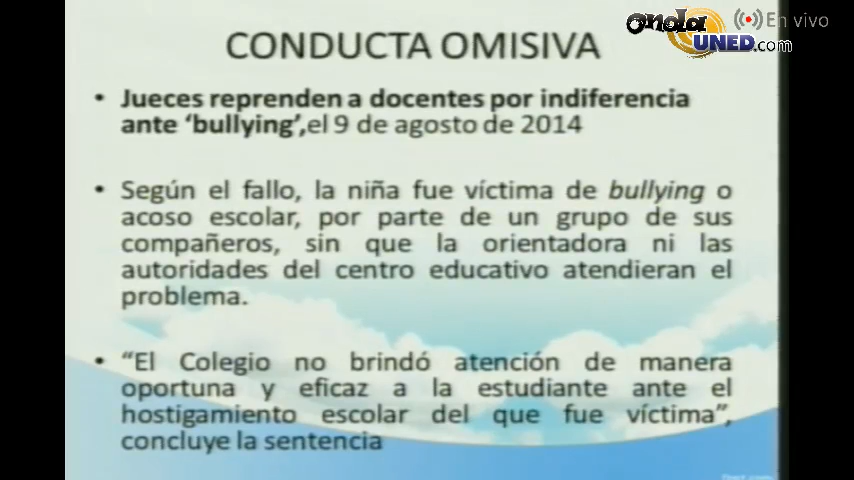 onda
UNED.com
En vivo
CONDUCTA OMISIVA
• Jueces reprenden a docentes por indiferencia
ante ‘bullying’,el 9 de agosto de 2014
• Según el fallo, la niña fue víctima de bullying o
acoso escolar, por parte de un grupo de sus
compañeros, sin que la orientadora ni las
autoridades del centro educativo atendieran el
problema.
• “El Colegio no brindó atención de manera
oportuna y eficaz a la estudiante ante el
hostigamiento escolar del que fue víctima”,
concluye la sentencia